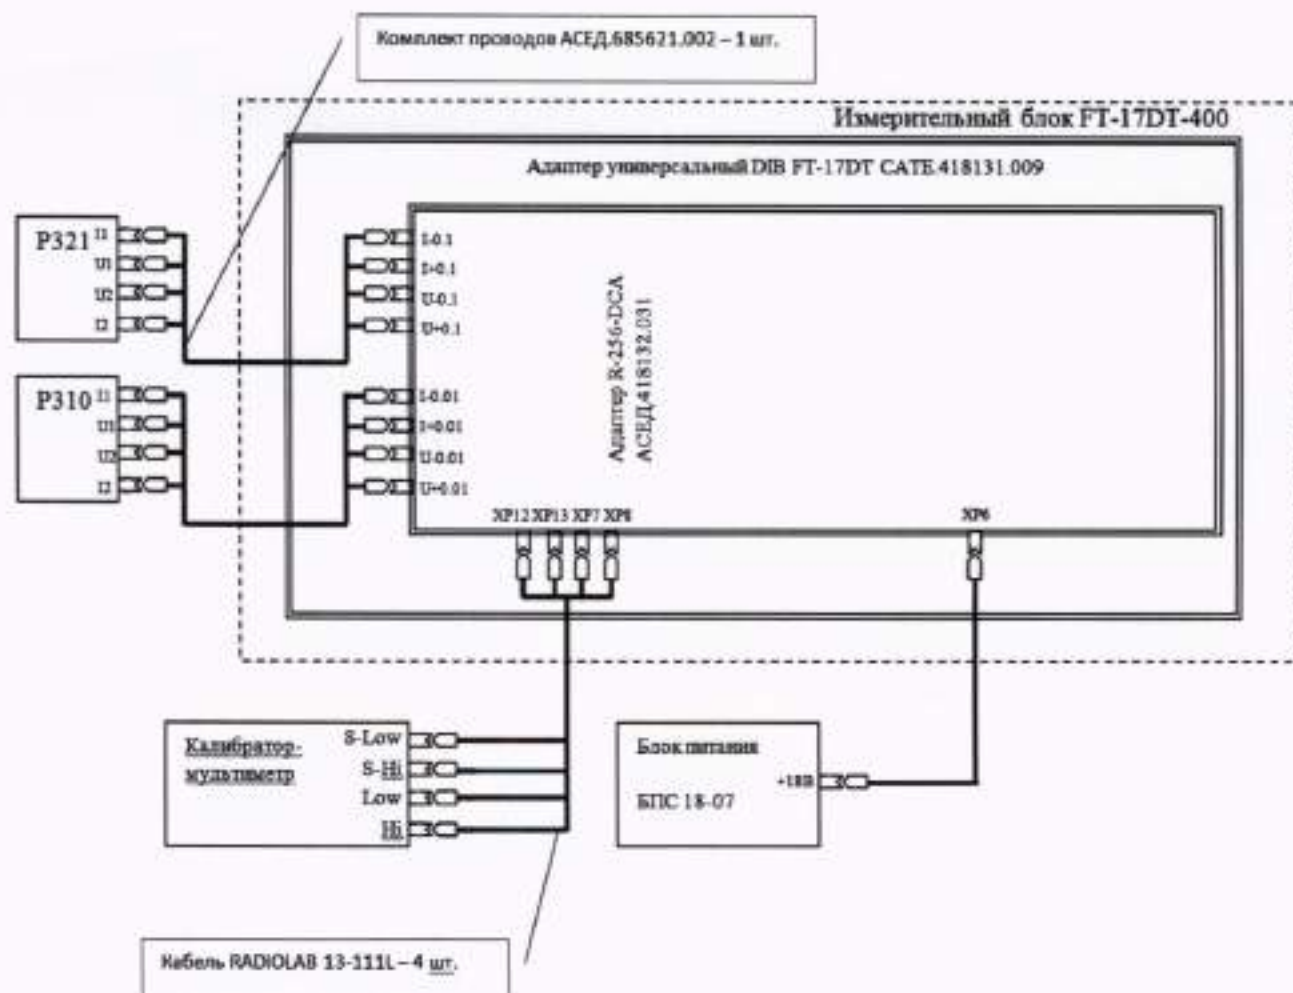 Комплект проводов АСЕД.685621.002 – 1 шт.
Измерительный блок FT-17DT-400
Адаптер универсальный DIB FT-17DT САТЕ.418131.009
P321
I1
U1
U2
I2
I-0.1
I+0.1
U-0.1
U+0.1
Адаптер R-256-DCA
АСЕД.418132.031
P310
I1
U1
U2
I2
I-0.01
I+0.01
U-0.01
U+0.01
XP12 XP13 XP7 XP8
XP6
Калибратор-
мультиметр
S-Low
S-Hi
Low
Hi
Блок питания
БПС 18-07
+18В
Кабель RADIOLAB 13-111L – 4 шт.